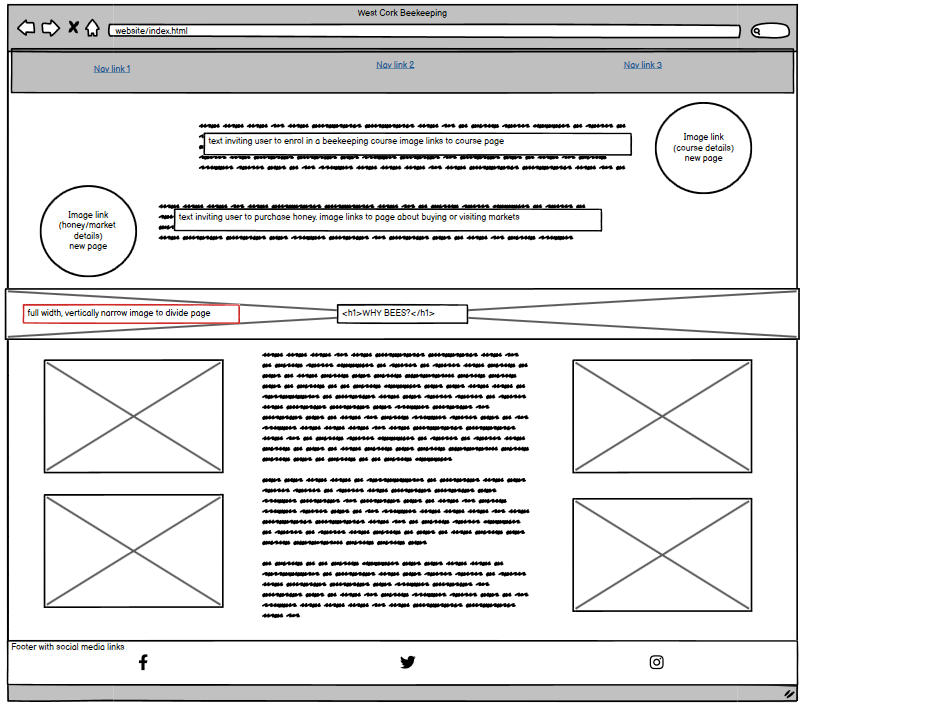 West Cork Beekeeping
website/index.html
Nav link 1
Nav link 2
Nav link 3
text inviting user to enrol in a beekeeping course image links to course page
Image link
(course details)
new page
Image link
(honey/market
details)
new page
text inviting user to purchase honey. image links to page about buying or visiting markets
full width, vertically narrow image to divide page
<h1>WHY BEES?</h1>
Footer with social media links